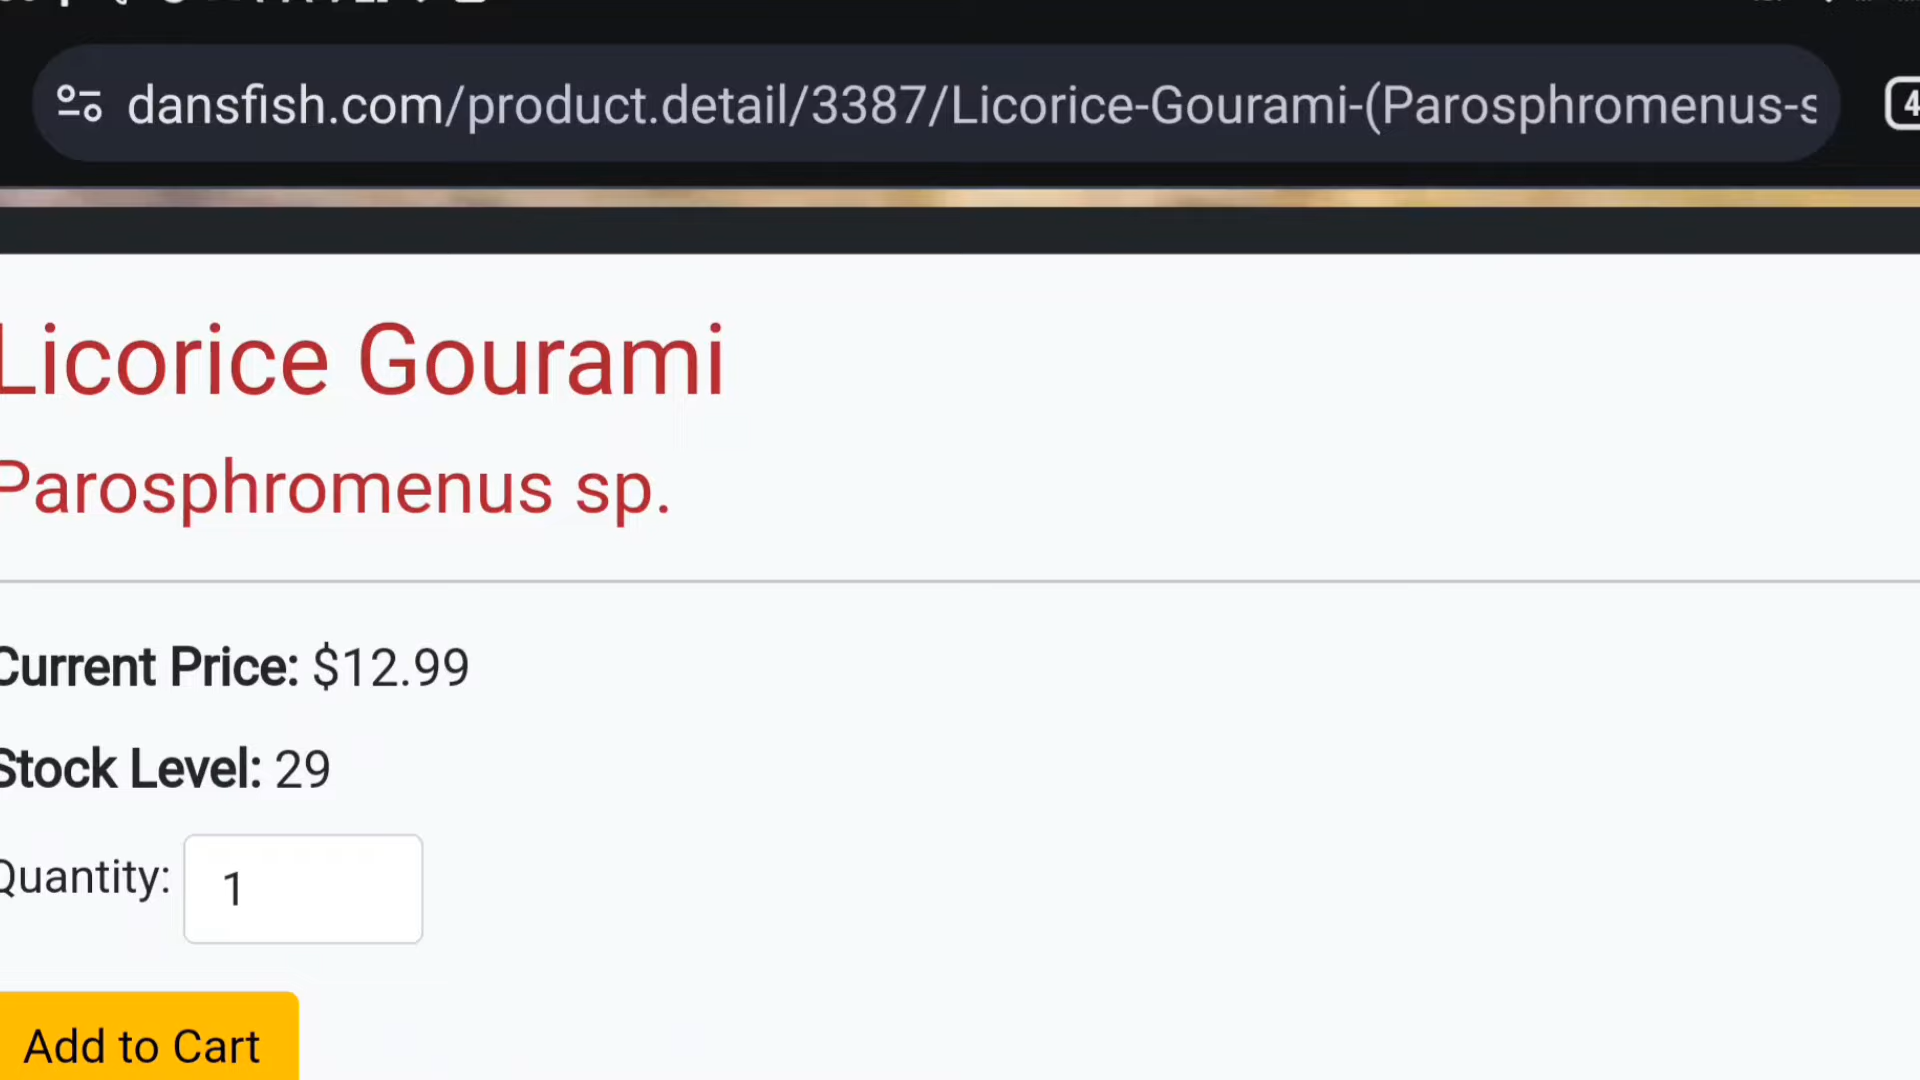 dansfish.com/product.detail/3387/Licorice-Gourami-(Parosphromenus-s
4
Licorice Gourami
Parosphromenus sp.
Current Price: $12.99
Stock Level: 29
Quantity: 1
Add to Cart